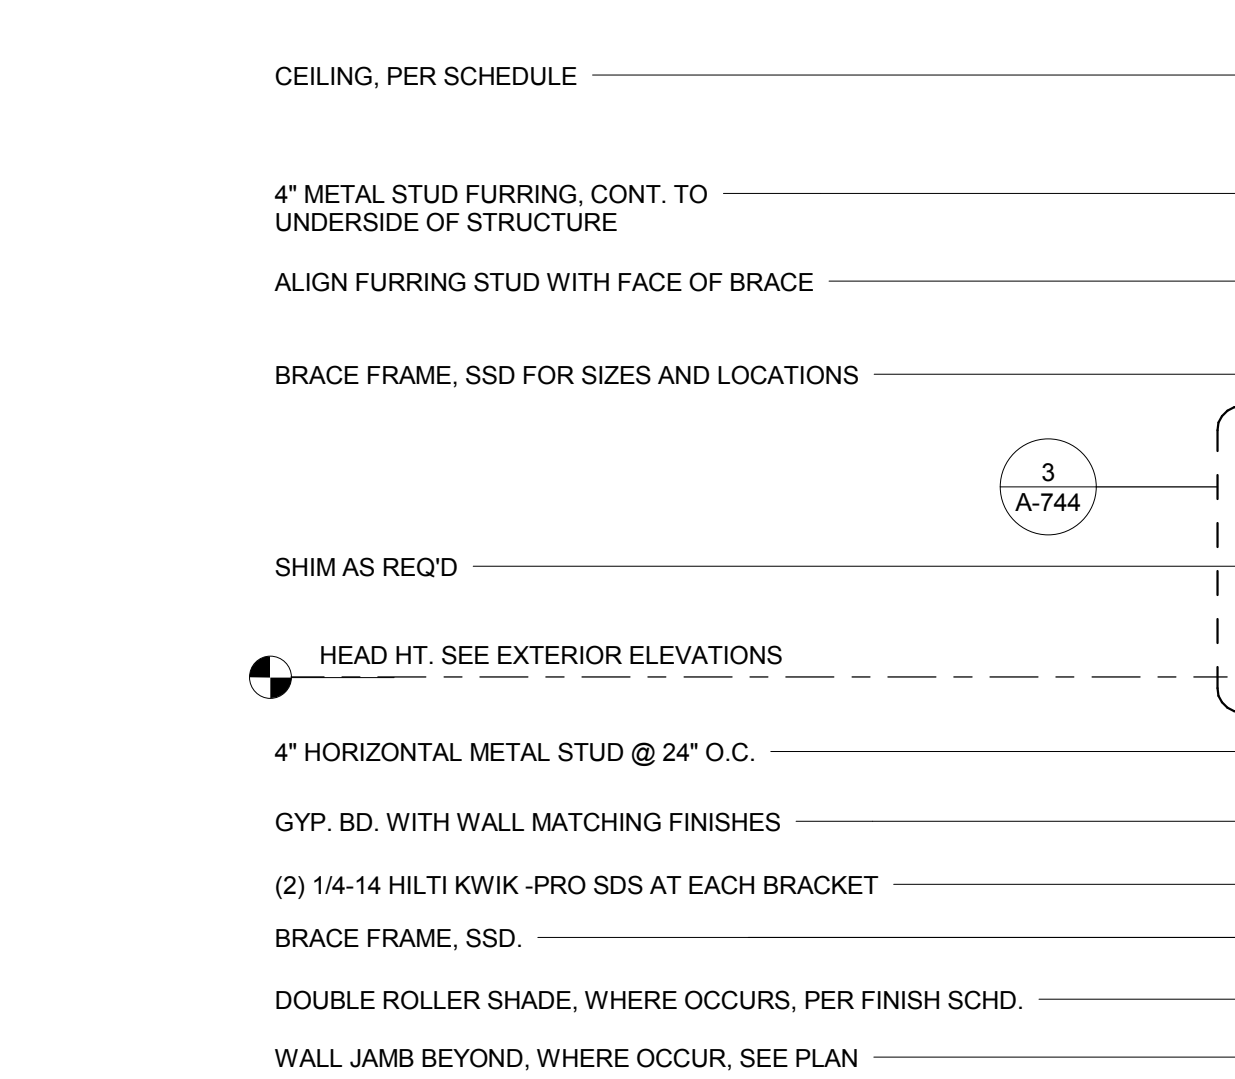 CEILING, PER SCHEDULE
4" METAL STUD FURRING, CONT. TO
UNDERSIDE OF STRUCTURE
ALIGN FURRING STUD WITH FACE OF BRACE
BRACE FRAME, SSD FOR SIZES AND LOCATIONS
3
A-744
SHIM AS REQ'D
HEAD HT. SEE EXTERIOR ELEVATIONS
4" HORIZONTAL METAL STUD @ 24" O.C.
GYP. BD. WITH WALL MATCHING FINISHES
(2) 1/4-14 HILTI KWIK -PRO SDS AT EACH BRACKET
BRACE FRAME, SSD.
DOUBLE ROLLER SHADE, WHERE OCCURS, PER FINISH SCHD.
WALL JAMB BEYOND, WHERE OCCUR, SEE PLAN